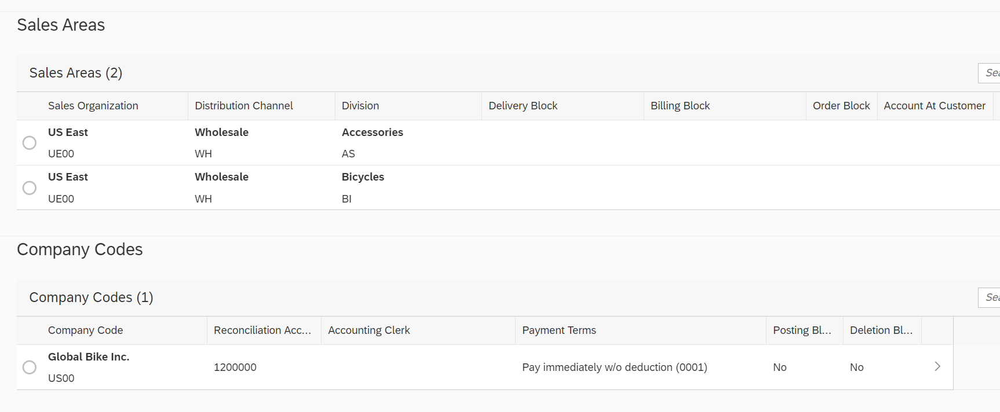 Sales Areas
Sales Areas (2)
Sea
Sales Organization Distribution Channel Division Delivery Block Billing Block Order Block Account At Customer
US East Wholesale Accessories
UE00 WH AS
US East Wholesale Bicycles
UE00 WH BI
Company Codes
Company Codes (1)
Sea
Company Code Reconciliation Acc... Accounting Clerk Payment Terms Posting Bl... Deletion Bl...
Global Bike Inc.
1200000 Pay immediately w/o deduction (0001) No No
US00